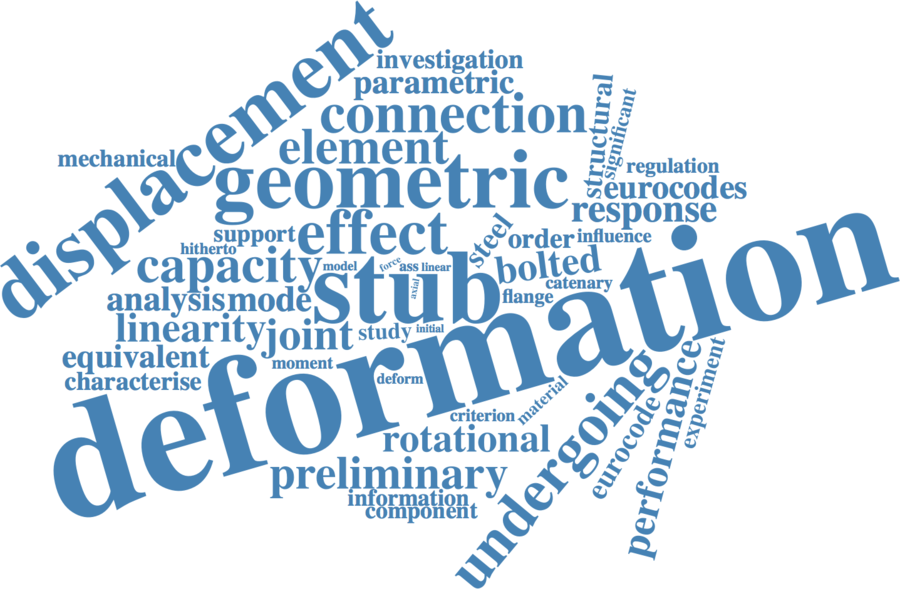 displacement
investigation
parametric
connection
structural
significant
mechanical
element
regulation
geometric
eurocodes
response
support
effect
steel
order
influence
hitherto
capacity
model
force
ass
linear
bolted
catenary
analysis
mode
stub
axial
flange
linearity
joint
study
initial
deformation
equivalent
moment
characterise
deform
undergoing
performance
experiment
material
criterion
eurocode
rotational
preliminary
information
component